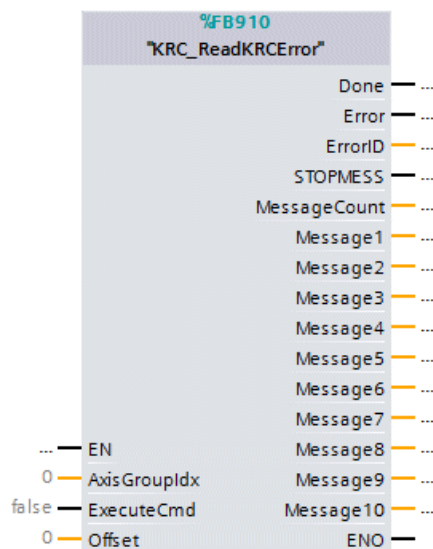 %FB910
"KRC_ReadKRCError"
Done ...
Error ...
ErrorID ...
STOPMESS ...
MessageCount ...
Message1 ...
Message2 ...
Message3 ...
Message4 ...
Message5 ...
Message6 ...
Message7 ...
... EN Message8 ...
0 AxisGroupIdx Message9 ...
false ExecuteCmd Message10 ...
0 Offset ENO